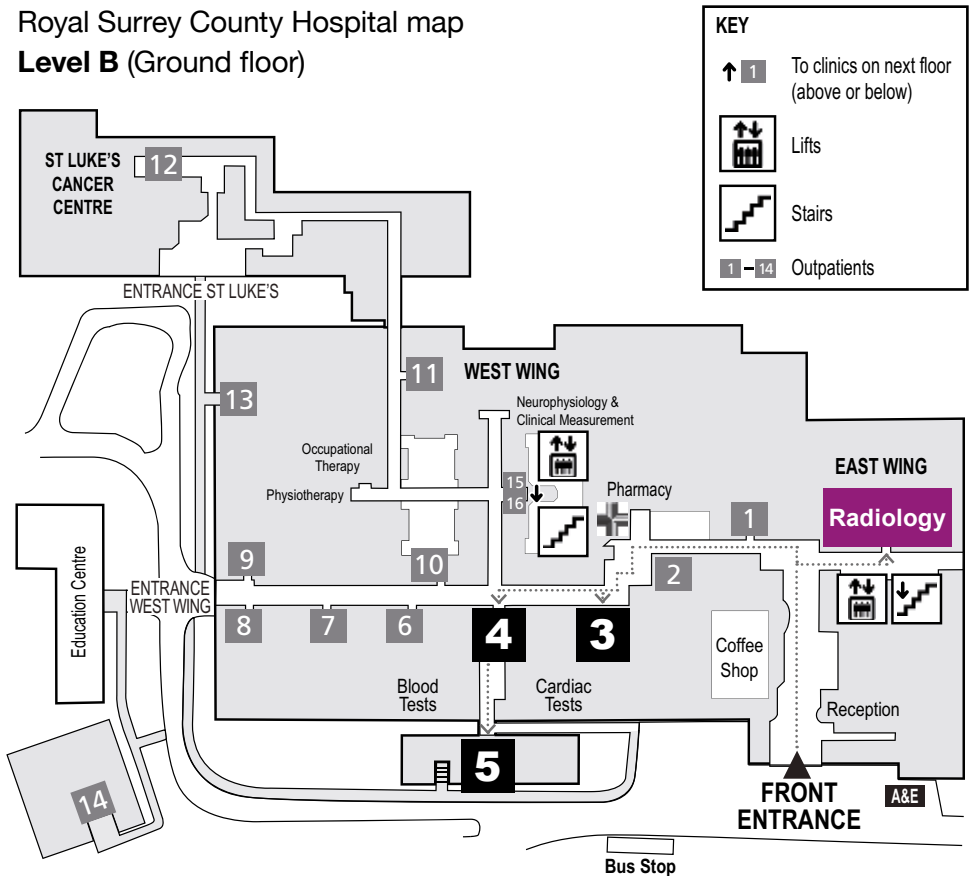 Royal Surrey County Hospital map
Level B (Ground floor)
KEY
1 To clinics on next floor
(above or below)
Lifts
Stairs
1 – 14 Outpatients
ST LUKE'S
CANCER
CENTRE
12
ENTRANCE ST LUKE'S
11
WEST WING
13
Neurophysiology &
Clinical Measurement
Occupational
Therapy
Physiotherapy
15
16
Pharmacy
EAST WING
Radiology
1
2
9
10
Education Centre
ENTRANCE
WEST WING
8
7
6
4
3
Coffee
Shop
Blood
Tests
Cardiac
Tests
Reception
5
14
FRONT
ENTRANCE
A&E
Bus Stop